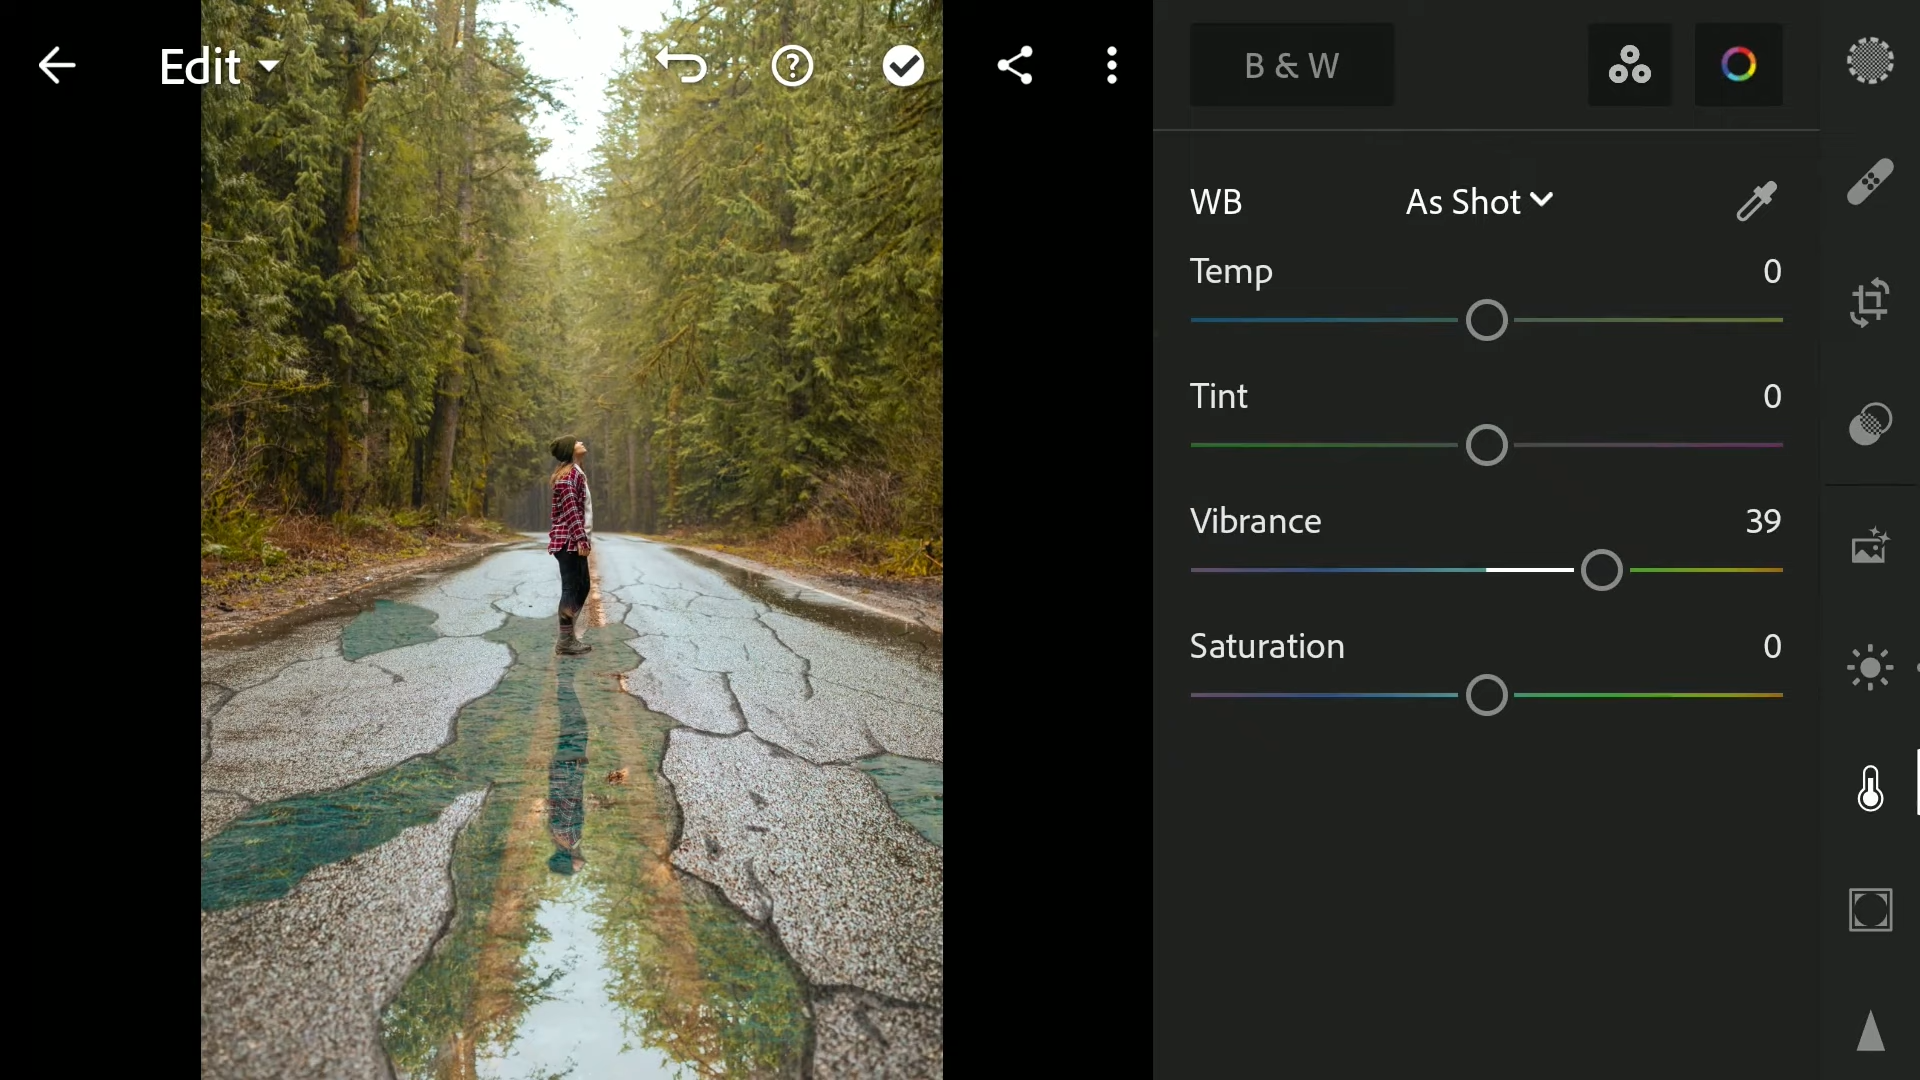 Edit
B & W
WB As Shot
Temp 0
Tint 0
Vibrance 39
Saturation 0